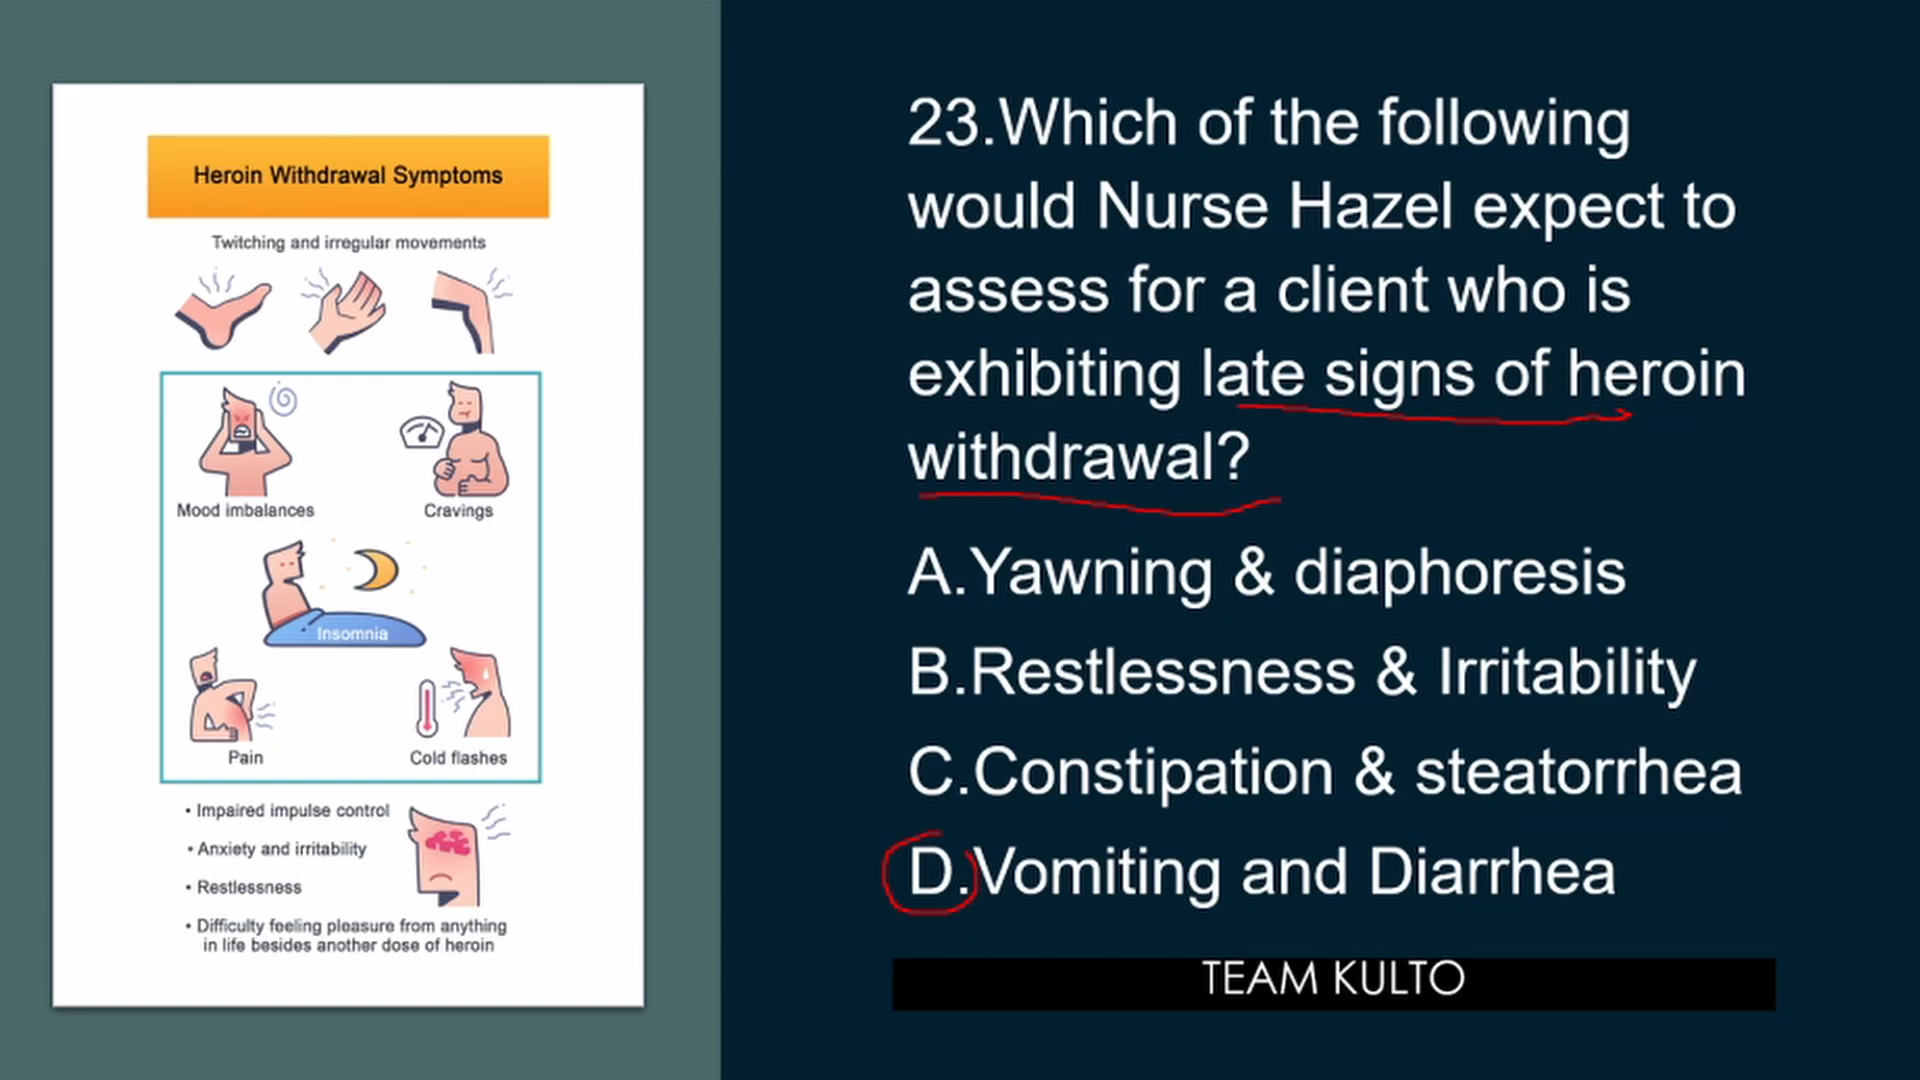 Heroin Withdrawal Symptoms
Twitching and irregular movements
Mood imbalances
Cravings
Insomnia
Pain
Cold flashes
• Impaired impulse control
• Anxiety and irritability
• Restlessness
• Difficulty feeling pleasure from anything
in life besides another dose of heroin
23.Which of the following
would Nurse Hazel expect to
assess for a client who is
exhibiting late signs of heroin
withdrawal?
A.Yawning & diaphoresis
B.Restlessness & Irritability
C.Constipation & steatorrhea
D.Vomiting and Diarrhea
TEAM KULTO